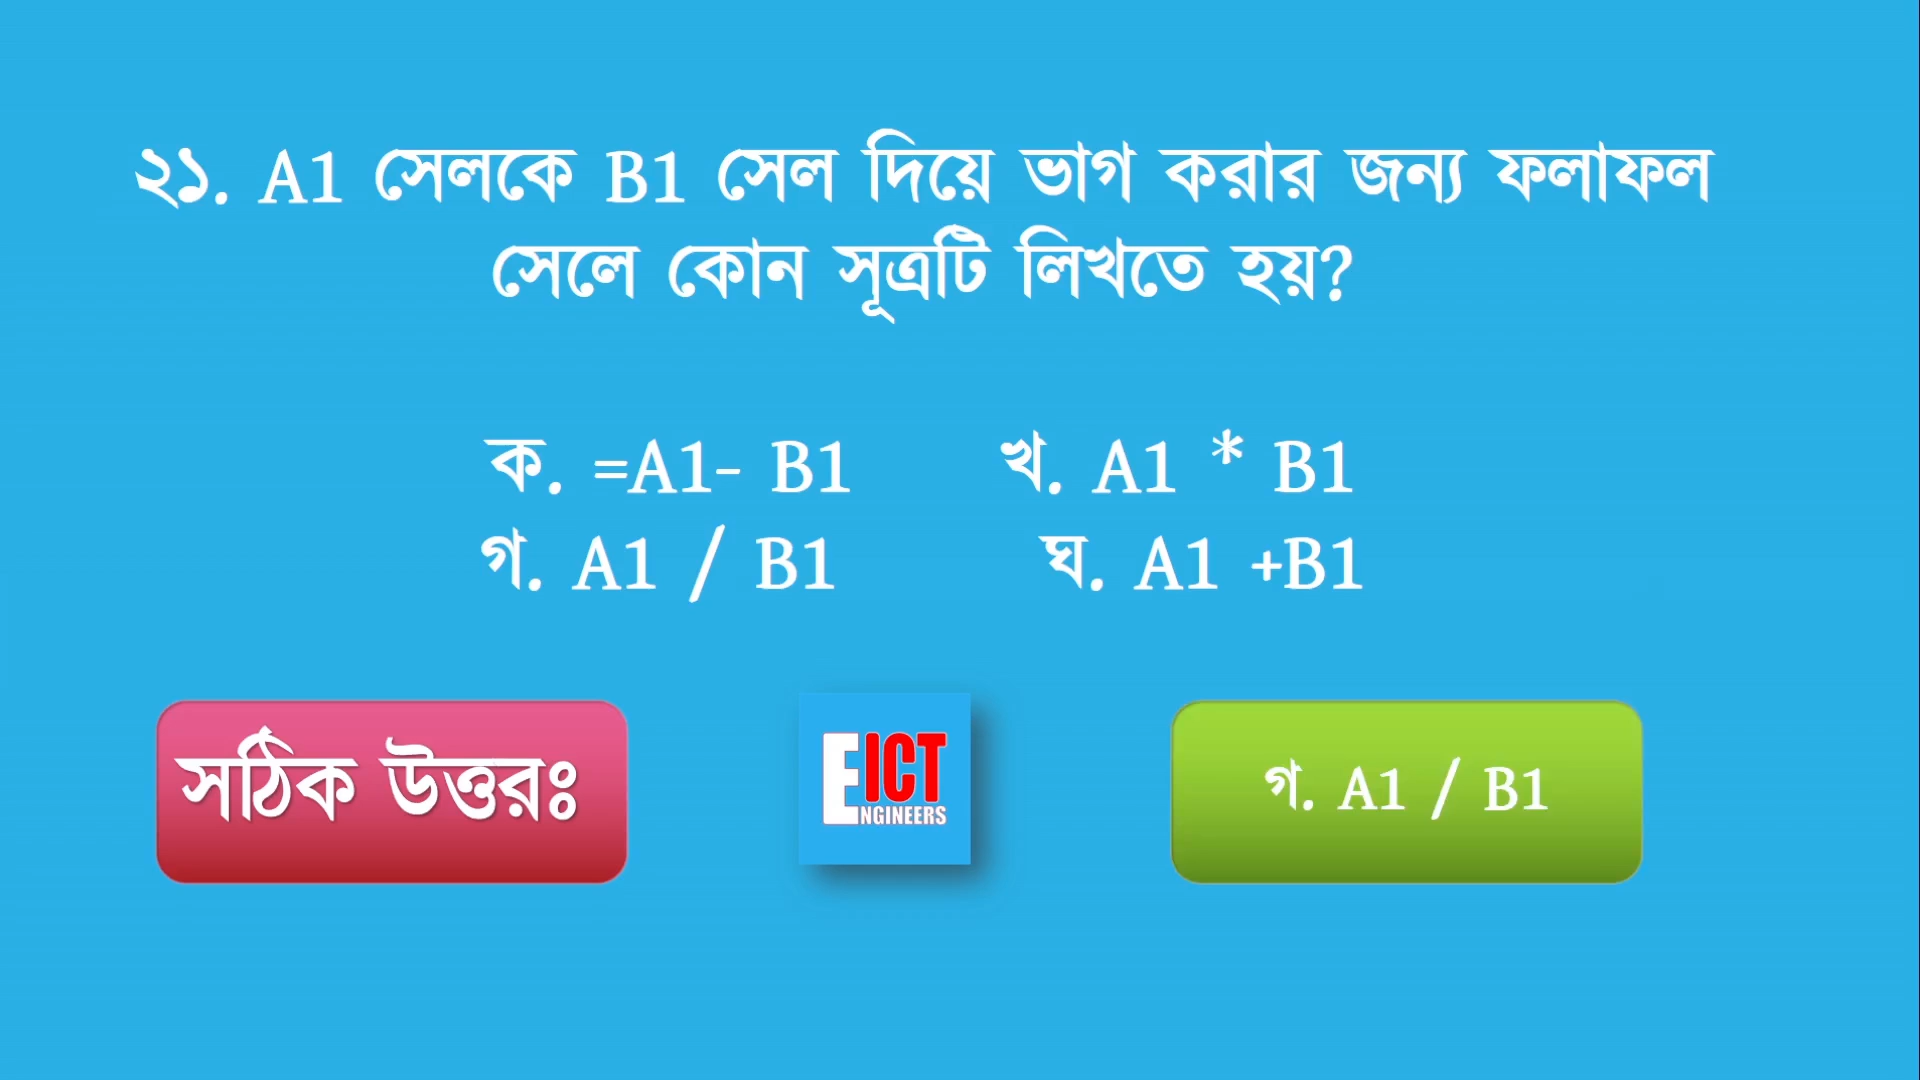 ২১. A1 সেলকে B1 সেল দিয়ে ভাগ করার জন্য ফলাফল
সেলে কোন সূত্রটি লিখতে হয়?
ক. =A1- B1 খ. A1 * B1
গ. A1 / B1 ঘ. A1 +B1
সঠিক উত্তরঃ
EICT
NGINEERS
গ. A1 / B1